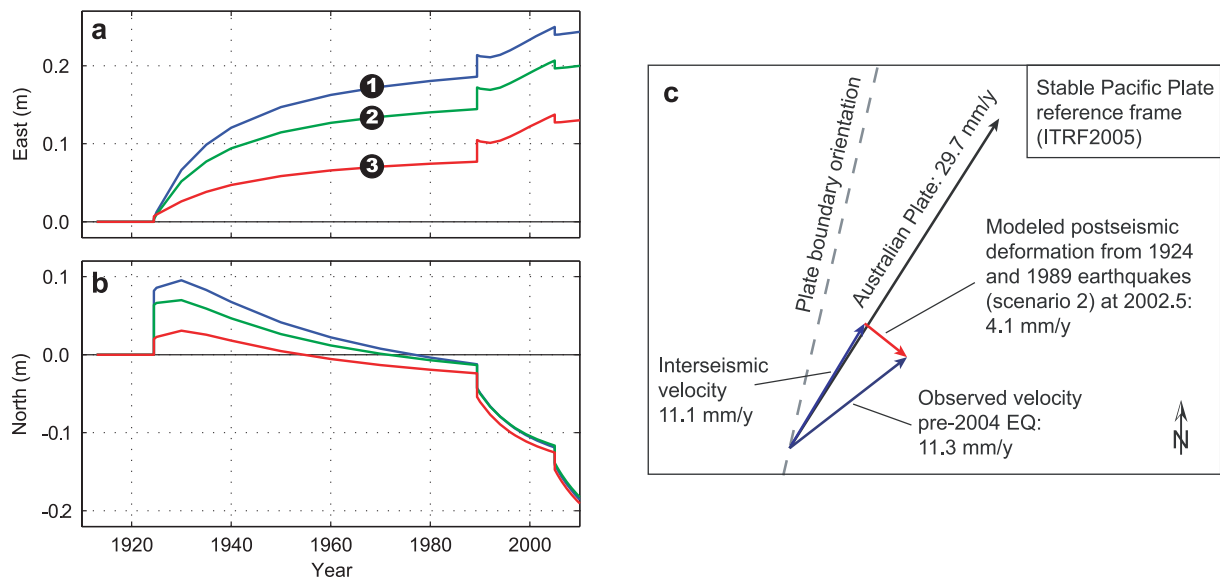 a
East (m)
0.2
0.1
0.0
1
2
3
b
North (m)
0.1
0.0
-0.1
-0.2
1920
1940
1960
1980
2000
Year
c
Stable Pacific Plate
reference frame
(ITRF2005)
Plate boundary orientation
Australian Plate: 29.7 mm/y
Modeled postseismic
deformation from 1924
and 1989 earthquakes
(scenario 2) at 2002.5:
4.1 mm/y
Interseismic
velocity
11.1 mm/y
Observed velocity
pre-2004 EQ:
11.3 mm/y
N